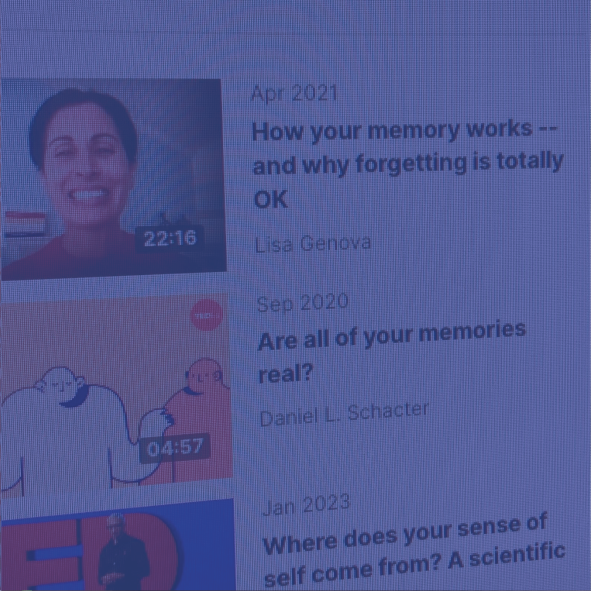 Apr 2021
How your memory works --
and why forgetting is totally
OK
22:16
Lisa Genova
Sep 2020
Are all of your memories
real?
04:57
Daniel L. Schacter
Jan 2023
Where does your sense of
self come from? A scientific
ED